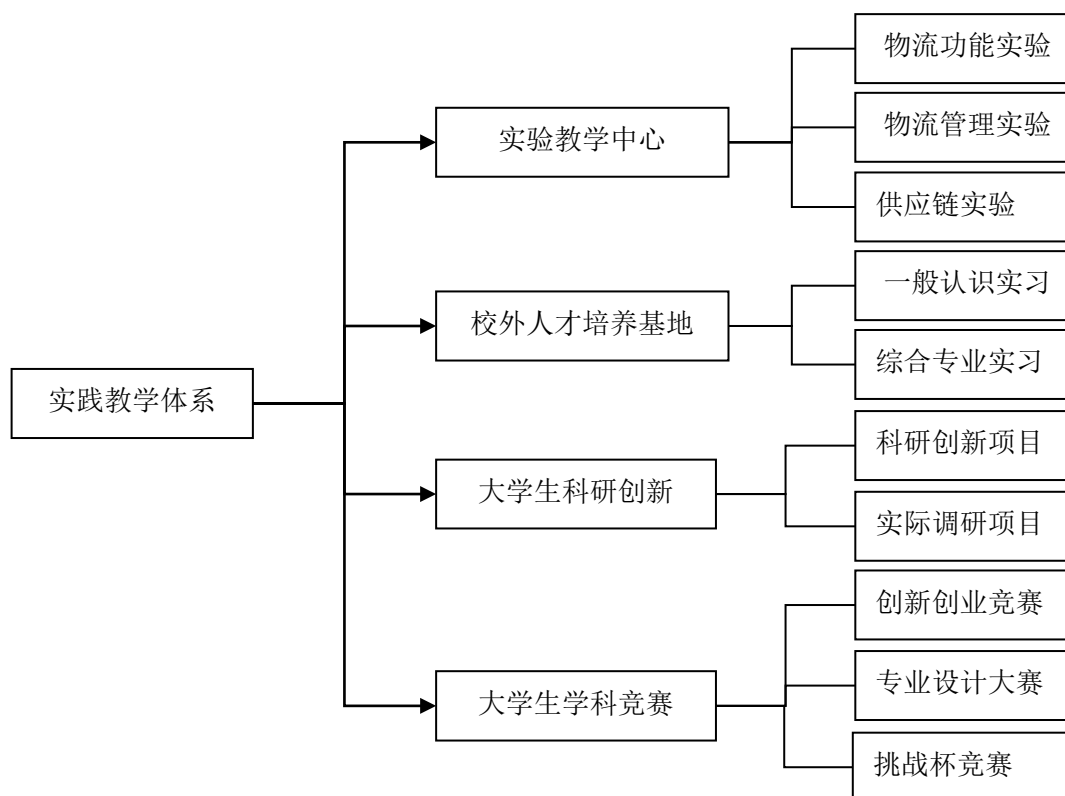 实践教学体系
实验教学中心
物流功能实验
物流管理实验
供应链实验
校外人才培养基地
一般认识实习
综合专业实习
大学生科研创新
科研创新项目
实际调研项目
大学生学科竞赛
创新创业竞赛
专业设计大赛
挑战杯竞赛